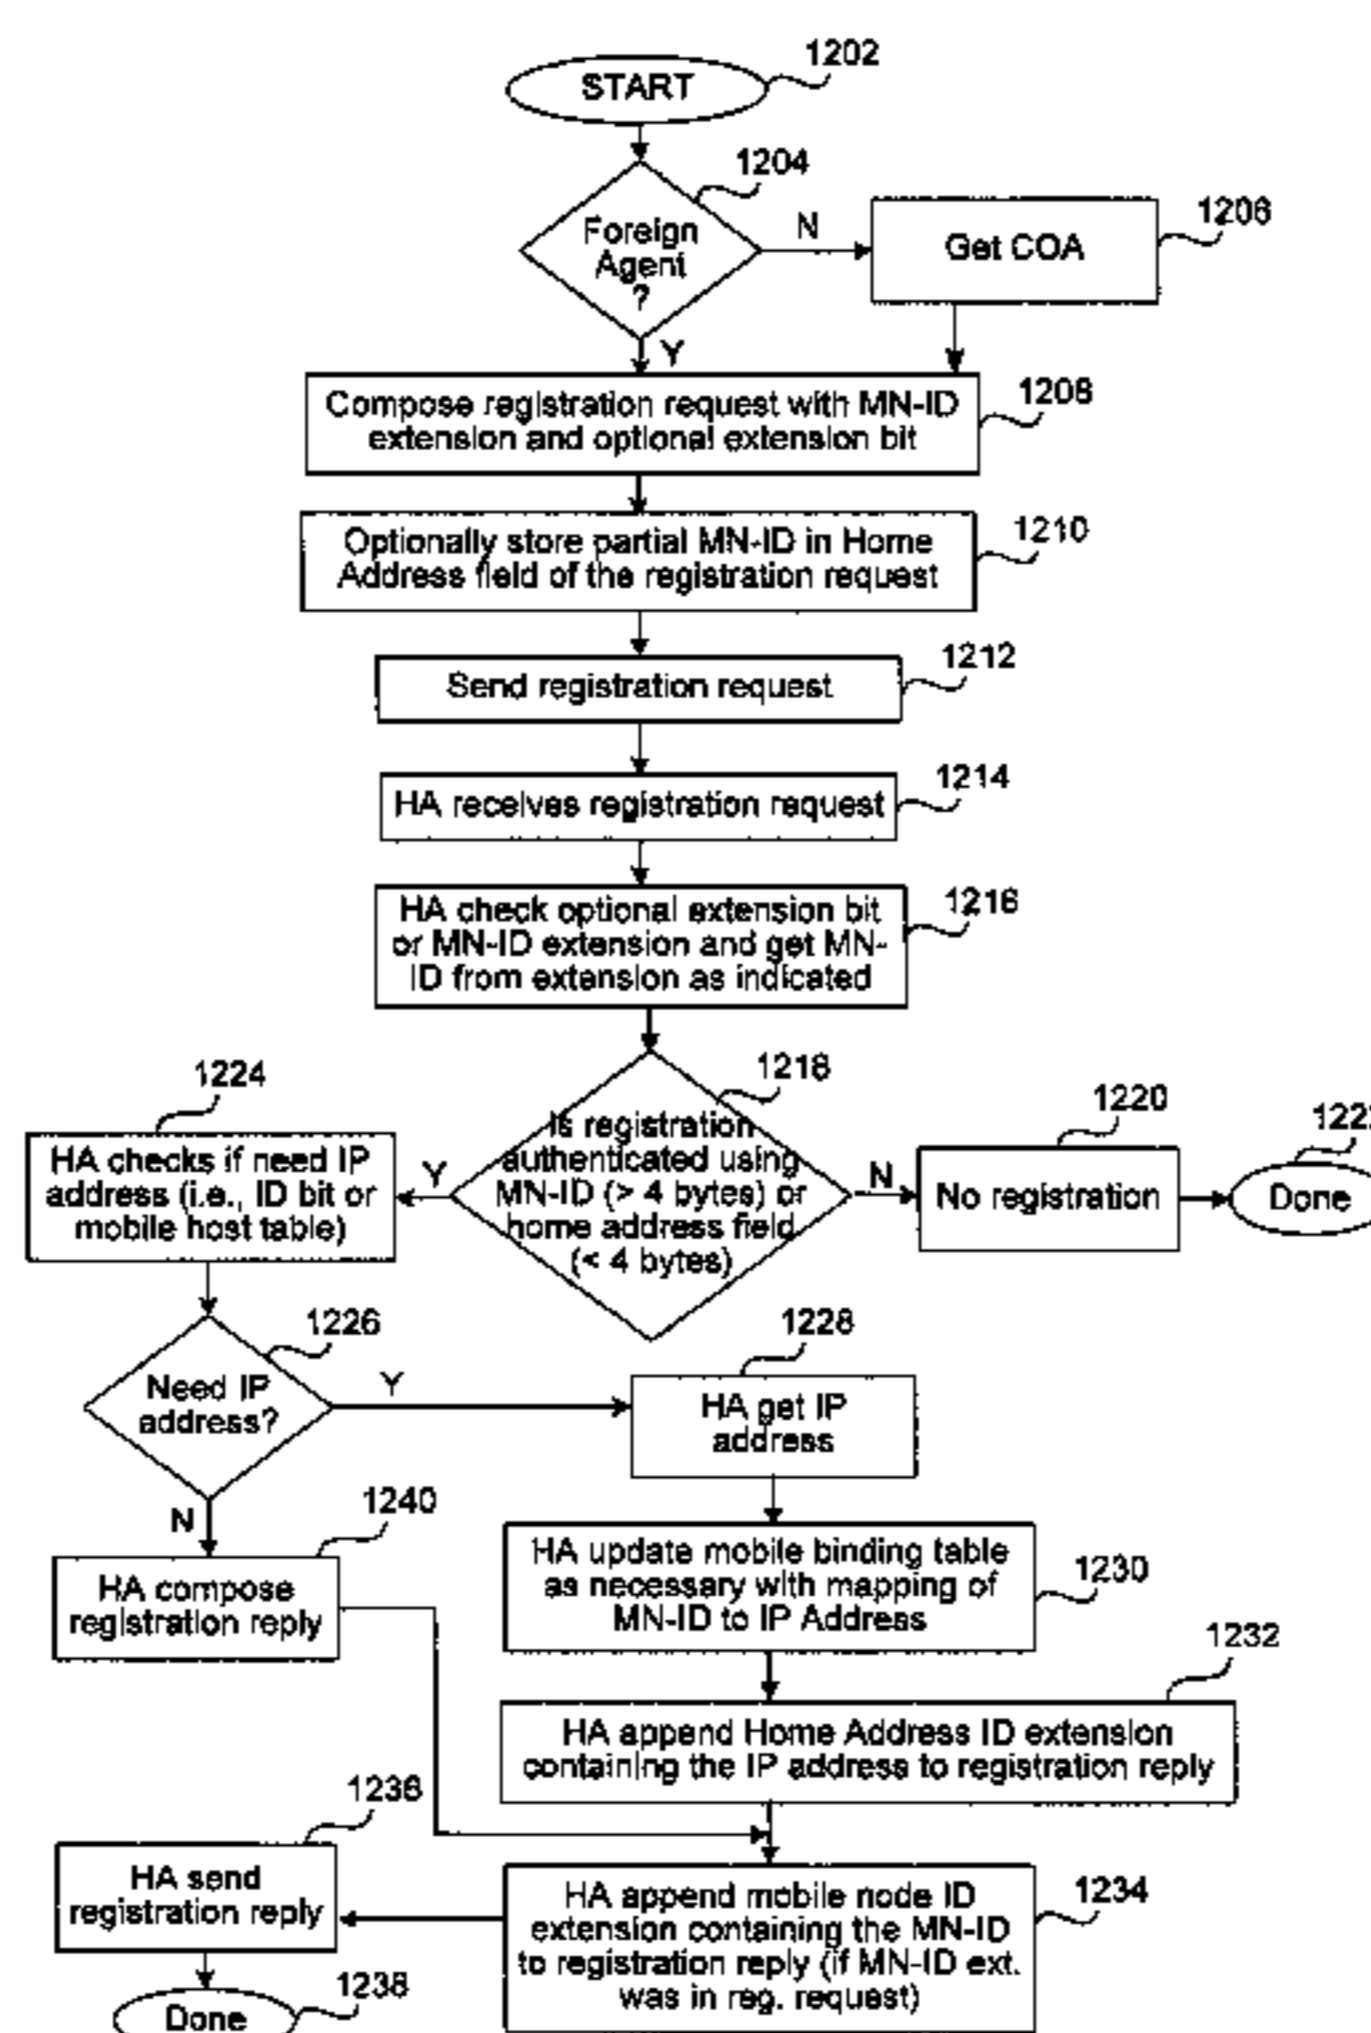 1202
START
1204
Foreign
Agent
?
N
1206
Get COA
Y
1208
Compose registration request with MN-ID
extension and optional extension bit
1210
Optionally store partial MN-ID in Home
Address field of the registration request
1212
Send registration request
1214
HA receives registration request
1216
HA check optional extension bit
or MN-ID extension and get MN-
ID from extension as indicated
1218
Is registration
authenticated using
MN-ID (> 4 bytes) or
home address field
(< 4 bytes)
Y
N
1220
No registration
Done
1224
HA checks if need IP
address (i.e., ID bit or
mobile host table)
1226
Need IP
address?
Y
1228
HA get IP
address
N
1240
HA compose
registration reply
1230
HA update mobile binding table
as necessary with mapping of
MN-ID to IP Address
1232
HA append Home Address ID extension
containing the IP address to registration reply
1234
HA append mobile node ID
extension containing the MN-ID
to registration reply (if MN-ID ext.
was in reg. request)
1236
HA send
registration reply
1238
Done